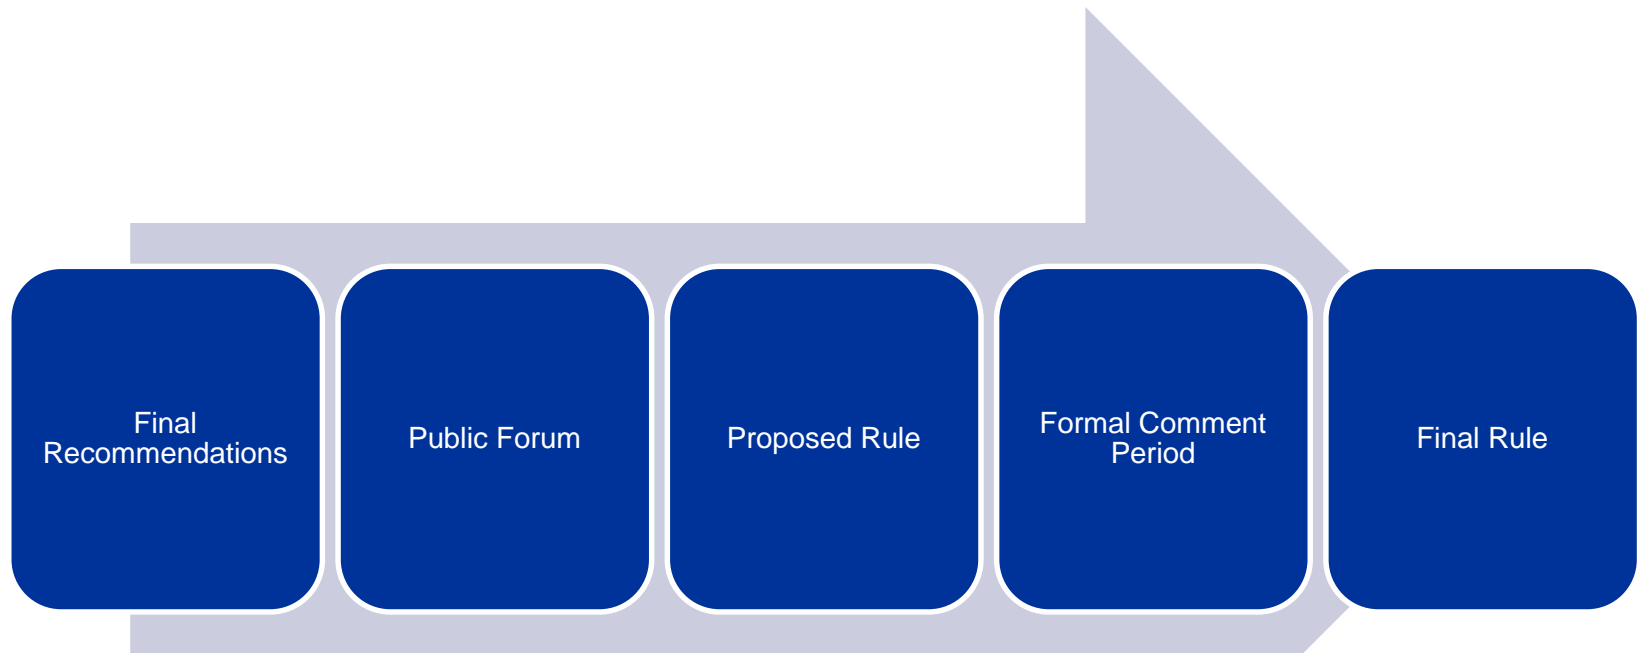 Final
Recommendations
Public Forum
Proposed Rule
Formal Comment
Period
Final Rule